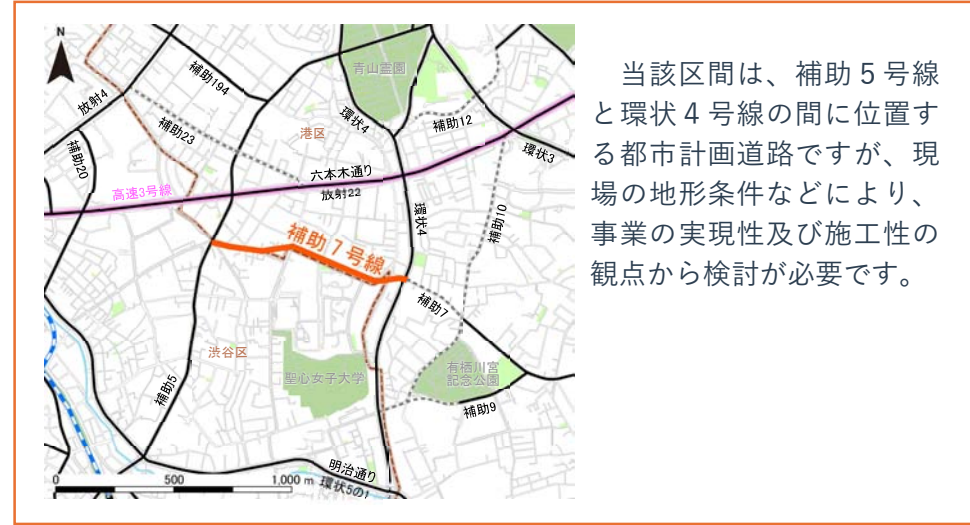 N
青山霊園
補助194
放射4
環状4
補助12
港区
補助23
環状3
補助20
六本木通り
放射22
高速3号線
環状4
補助10
補助7号線
補助7
渋谷区
聖心女子大学
有栖川宮
記念公園
補助5
補助9
明治通り
環状5の1
0 500 1,000 m
当該区間は、補助５号線
と環状４号線の間に位置す
る都市計画道路ですが、現
場の地形条件などにより、
事業の実現性及び施工性の
観点から検討が必要です。